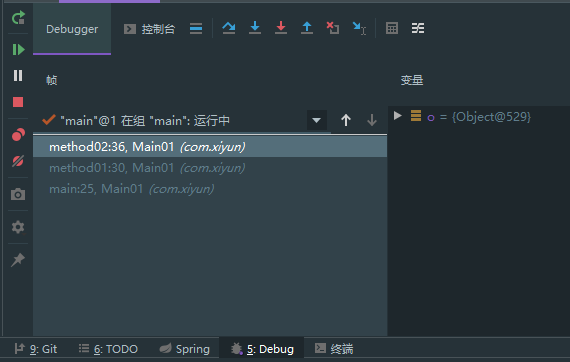 Debugger 控制台
帧 变量
"main"@1 在组 "main": 运行中
o = {Object@529}
method02:36, Main01 (com.xiyun)
method01:30, Main01 (com.xiyun)
main:25, Main01 (com.xiyun)
9: Git 6: TODO Spring 5: Debug 终端